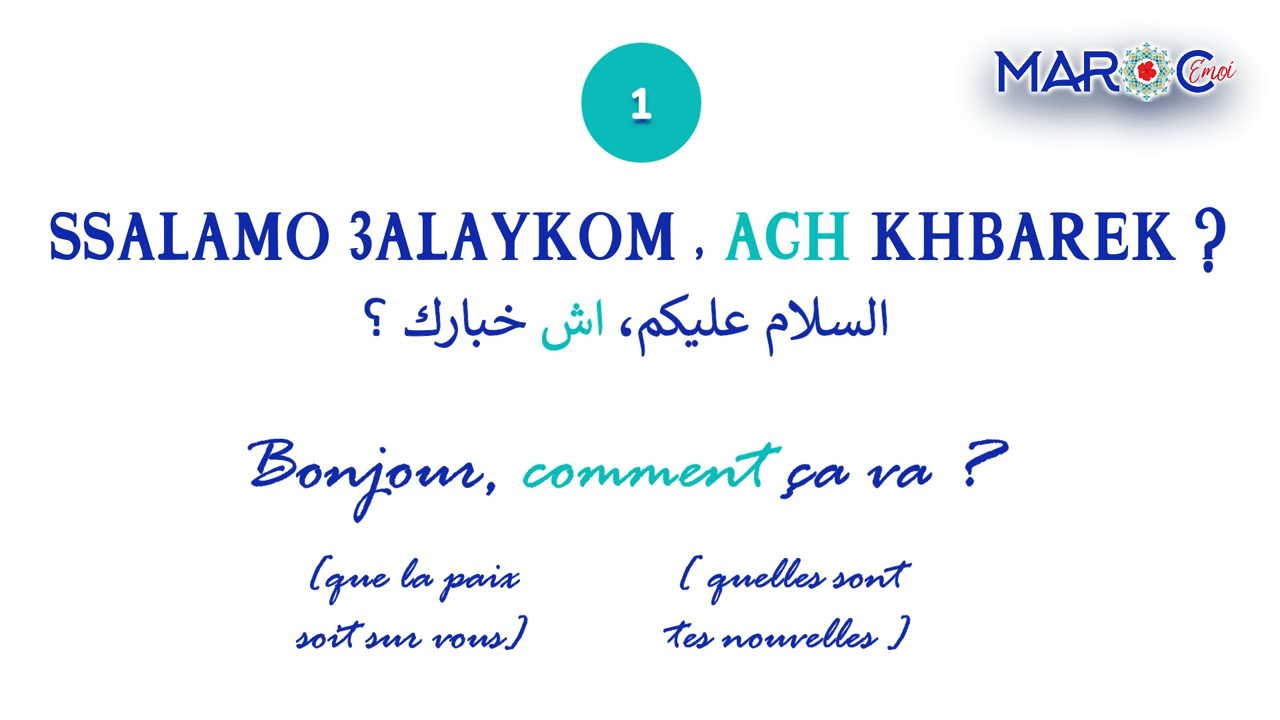 1
MAROC Émoi
SSALAMO 3ALAYKOM , ACH KHBAREK ?
السلام عليكم، اش خبارك ؟
Bonjour, comment ça va ?
(que la paix
soit sur vous)
( quelles sont
tes nouvelles )